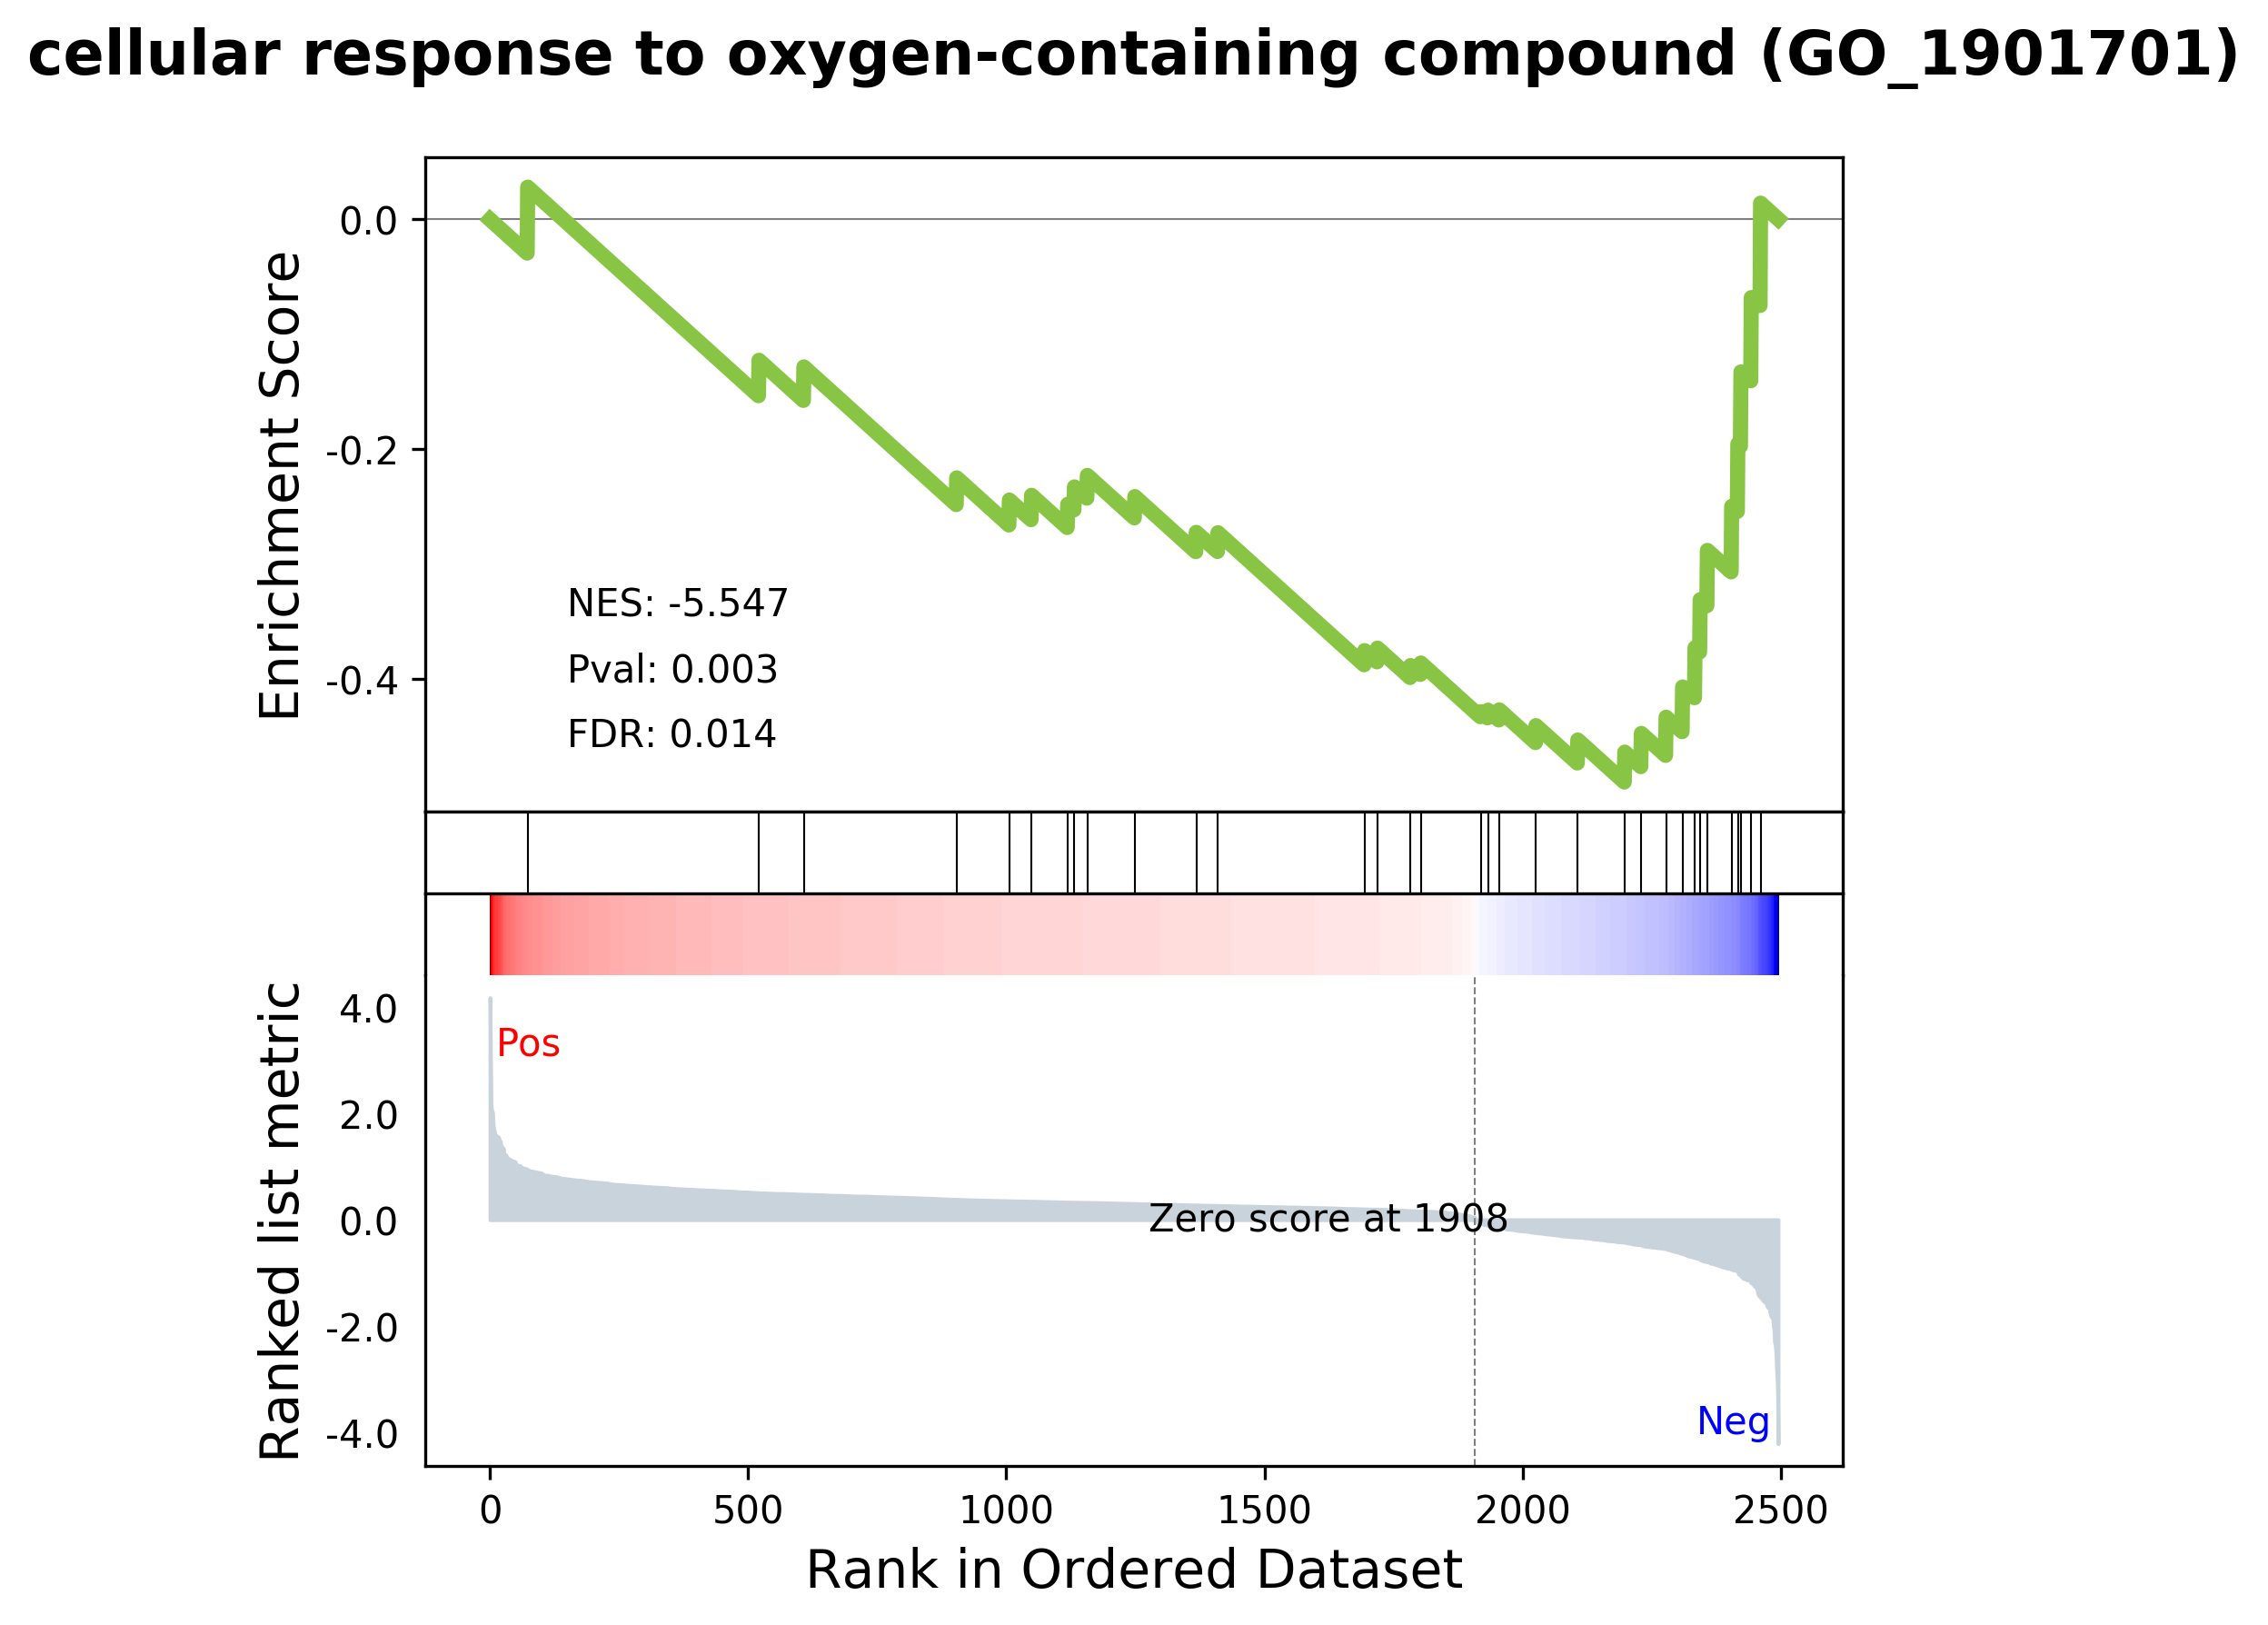 cellular response to oxygen-containing compound (GO_1901701)
Enrichment Score
0.0
-0.2
-0.4
NES: -5.547
Pval: 0.003
FDR: 0.014
Ranked list metric
4.0
2.0
0.0
-2.0
-4.0
Pos
Zero score at 1908
Neg
0 500 1000 1500 2000 2500
Rank in Ordered Dataset